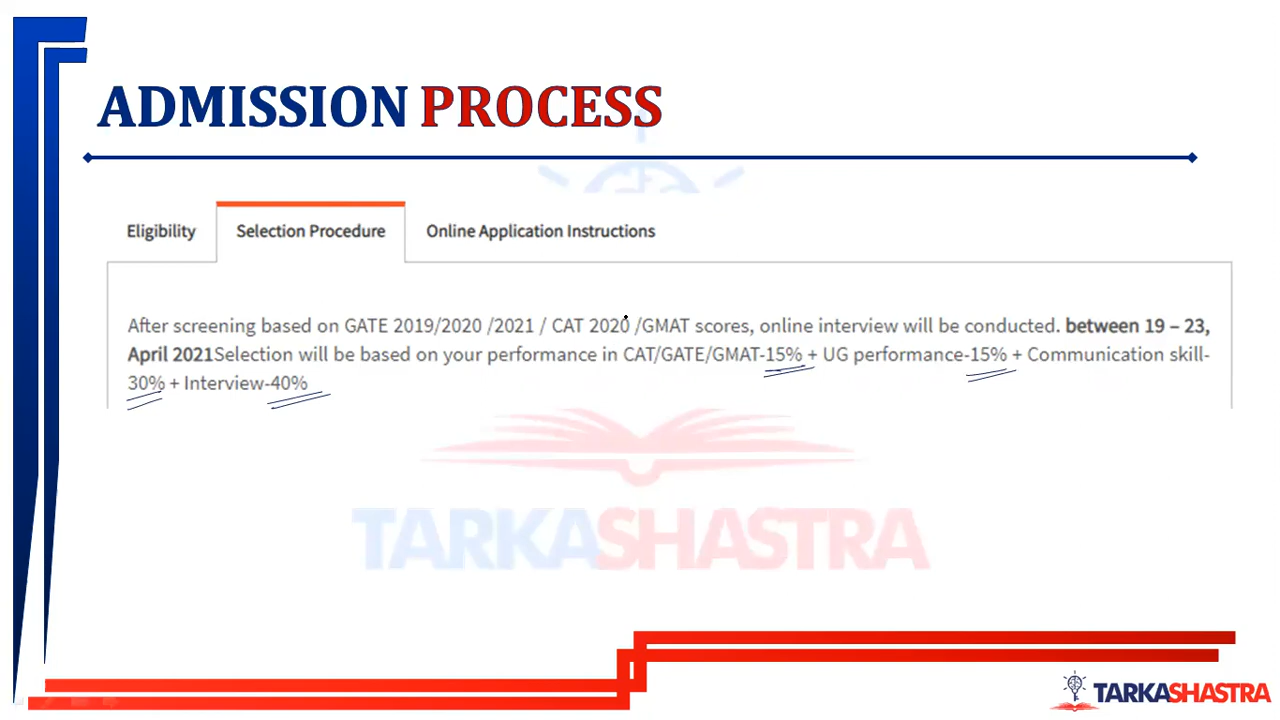 ADMISSION PROCESS
Eligibility Selection Procedure Online Application Instructions
After screening based on GATE 2019/2020 /2021 / CAT 2020 /GMAT scores, online interview will be conducted. between 19 – 23,
April 2021Selection will be based on your performance in CAT/GATE/GMAT-15% + UG performance-15% + Communication skill-
30% + Interview-40%
TARKASHASTRA
TARKASHASTRA